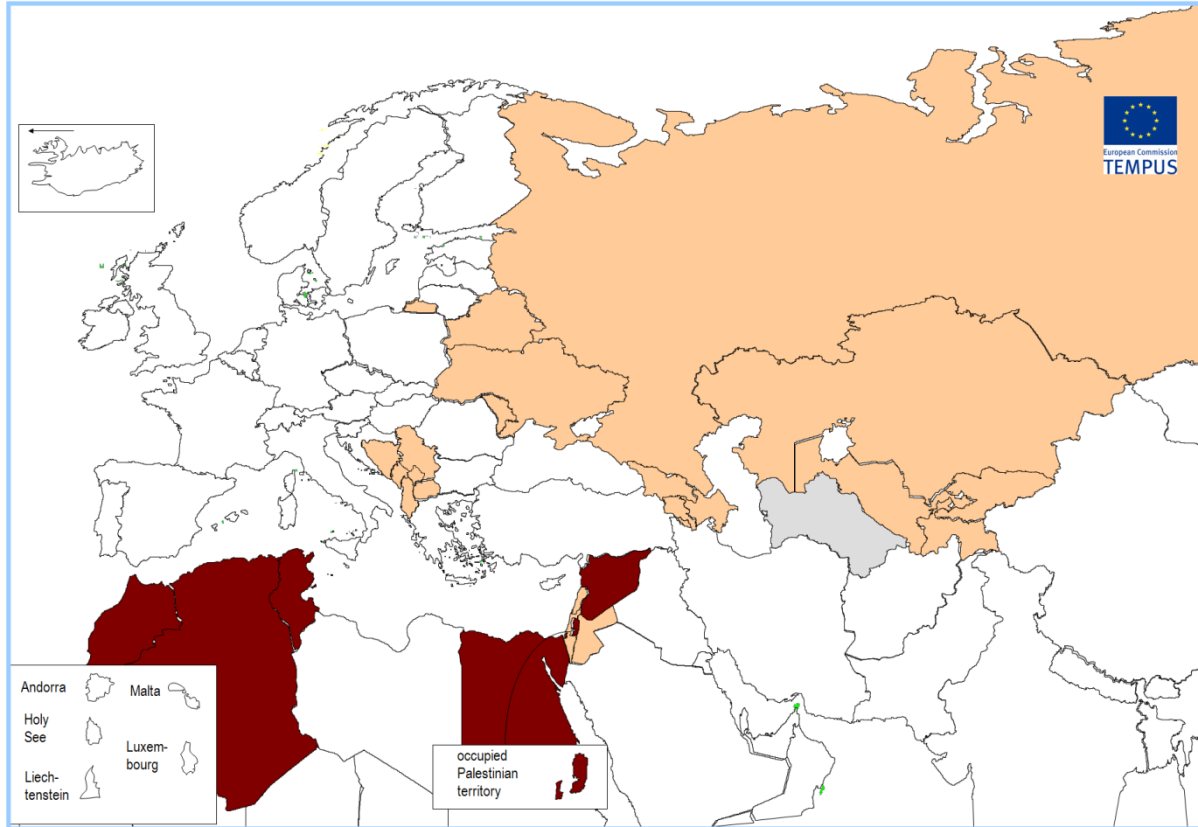 European Commission
TEMPUS
Andorra
Malta
Holy
See
Luxem-
bourg
Liech-
tenstein
occupied
Palestinian
territory